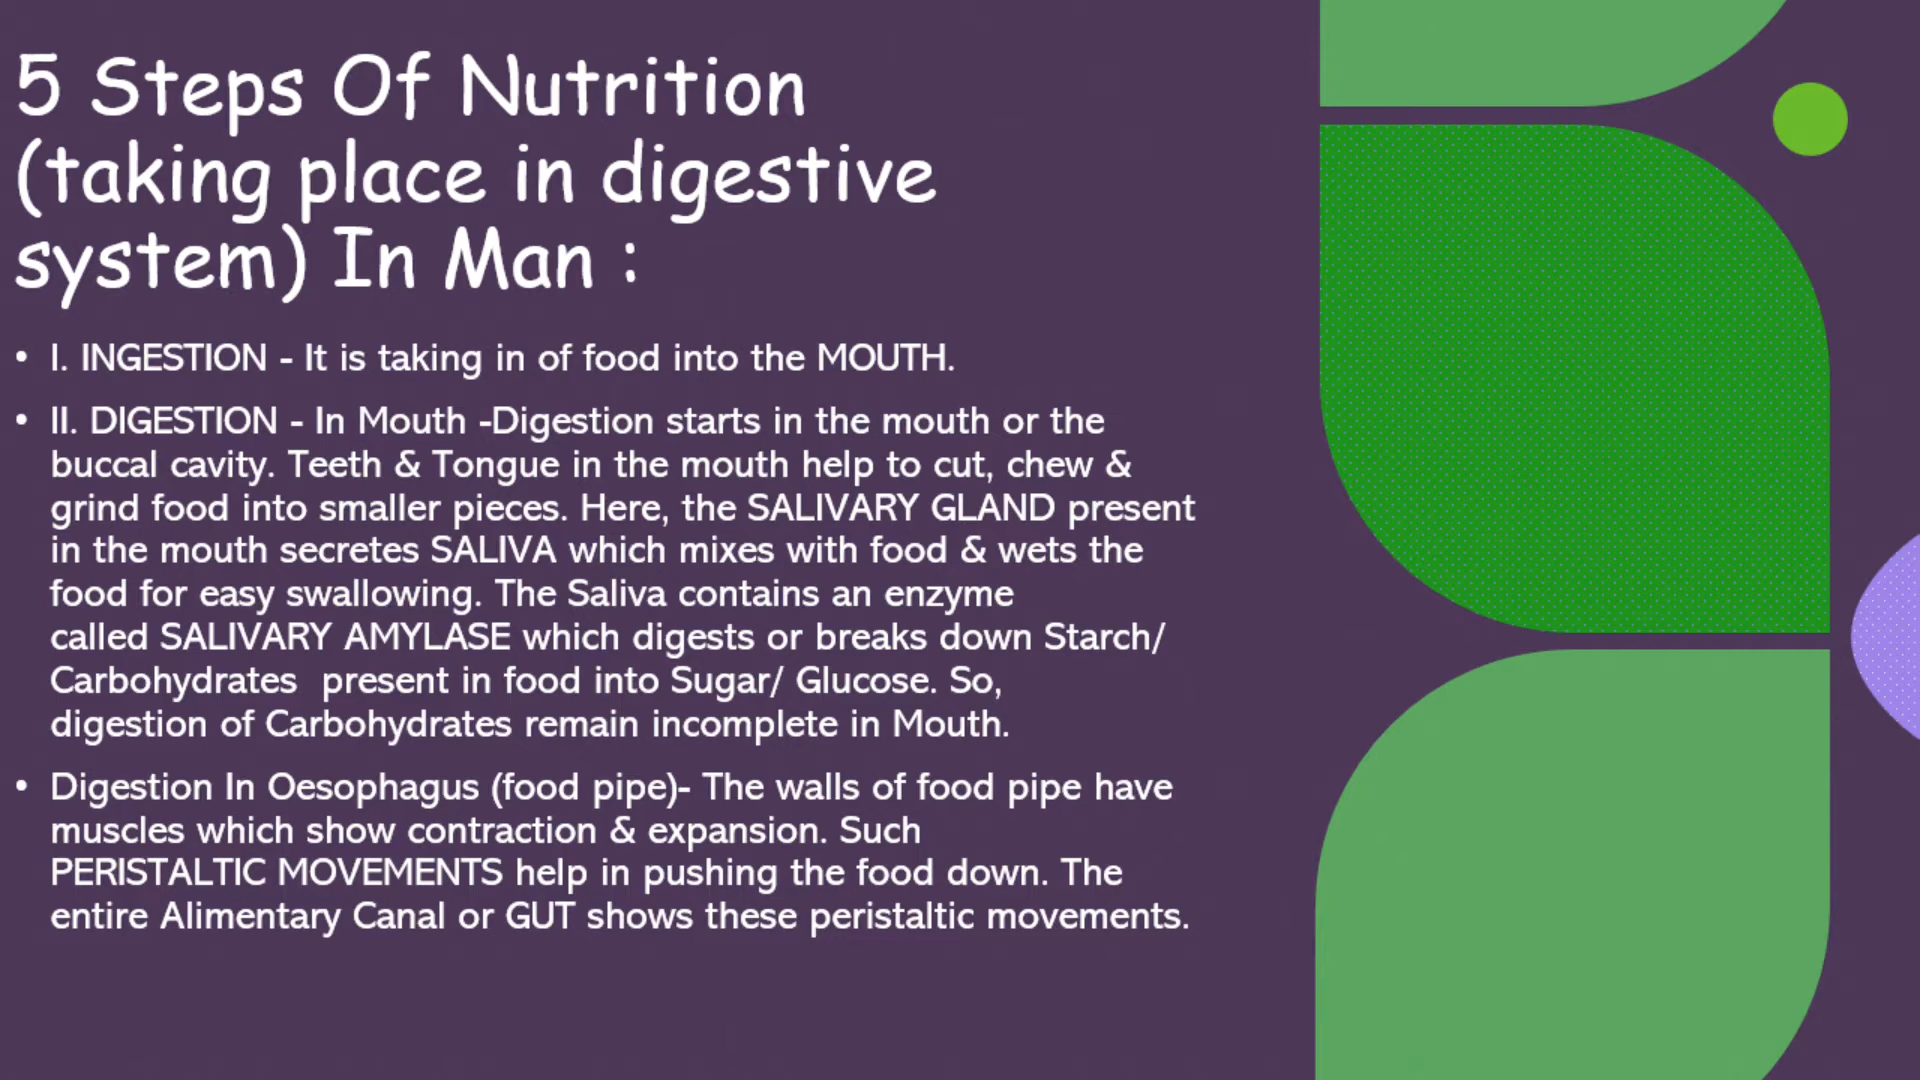 5 Steps Of Nutrition
(taking place in digestive
system) In Man :
• I. INGESTION - It is taking in of food into the MOUTH.
• II. DIGESTION - In Mouth -Digestion starts in the mouth or the
buccal cavity. Teeth & Tongue in the mouth help to cut, chew &
grind food into smaller pieces. Here, the SALIVARY GLAND present
in the mouth secretes SALIVA which mixes with food & wets the
food for easy swallowing. The Saliva contains an enzyme
called SALIVARY AMYLASE which digests or breaks down Starch/
Carbohydrates  present in food into Sugar/ Glucose. So,
digestion of Carbohydrates remain incomplete in Mouth.
• Digestion In Oesophagus (food pipe)- The walls of food pipe have
muscles which show contraction & expansion. Such
PERISTALTIC MOVEMENTS help in pushing the food down. The
entire Alimentary Canal or GUT shows these peristaltic movements.